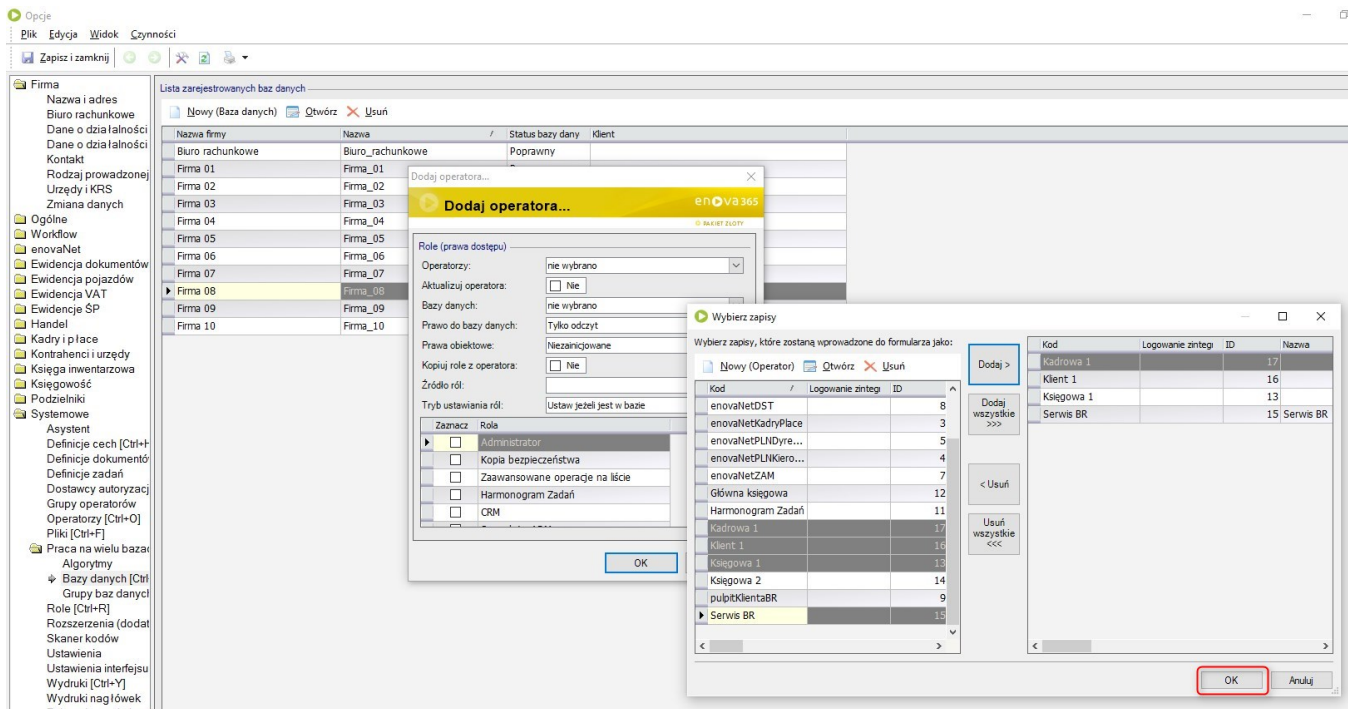 Opcje
Plik Edycja Widok Czynności
Zapisz i zamknij
Firma
Nazwa i adres
Biuro rachunkowe
Dane o działalności
Dane o działalności
Kontakt
Rodzaj prowadzonej
Urzędy i KRS
Zmiana danych
Ogólne
Workflow
enovaNet
Ewidencja dokumentów
Ewidencja pojazdów
Ewidencja VAT
Ewidencje ŚP
Handel
Kadry i płace
Kontrahenci i urzędy
Księga inwentarzowa
Księgowość
Podzielniki
Systemowe
Asystent
Definicje cech [Ctrl+H
Definicje dokumentó
Definicje zadań
Dostawcy autoryzacj
Grupy operatorów
Operatorzy [Ctrl+O]
Pliki [Ctrl+F]
Praca na wielu bazac
Algorytmy
Bazy danych [Ctrl
Grupy baz danych
Role [Ctrl+R]
Rozszerzenia (dodat
Skaner kodów
Ustawienia
Ustawienia interfejsu
Wydruki [Ctrl+Y]
Wydruki nagłówek
Lista zarejestrowanych baz danych
Nowy (Baza danych) Otwórz Usuń
Nazwa firmy Nazwa / Status bazy dany Klient
Biuro rachunkowe Biuro_rachunkowe Poprawny
Firma 01 Firma_01
Firma 02 Firma_02
Firma 03 Firma_03
Firma 04 Firma_04
Firma 05 Firma_05
Firma 06 Firma_06
Firma 07 Firma_07
Firma 08 Firma_08
Firma 09 Firma_09
Firma 10 Firma_10
Dodaj operatora...
Dodaj operatora...
enova365
PAKIET ZŁOTY
Role (prawa dostępu)
Operatorzy: nie wybrano
Aktualizuj operatora: Nie
Bazy danych: nie wybrano
Prawo do bazy danych: Tylko odczyt
Prawa obiektowe: Niezainicjowane
Kopiuj role z operatora: Nie
Źródło ról:
Tryb ustawiania ról: Ustaw jeżeli jest w bazie
Zaznacz Rola
Administrator
Kopia bezpieczeństwa
Zaawansowane operacje na liście
Harmonogram Zadań
CRM
OK
Wybierz zapisy
Wybierz zapisy, które zostaną wprowadzone do formularza jako:
Nowy (Operator) Otwórz Usuń
Kod / Logowanie zinteg ID
enovaNetDST 8
enovaNetKadryPlace 3
enovaNetPLNDyre... 5
enovaNetPLNKiero... 4
enovaNetZAM 7
Główna księgowa 12
Harmonogram Zadań 11
Kadrowa 1 17
Klient 1 16
Księgowa 1 13
Księgowa 2 14
pulpitKlientaBR 9
Serwis BR 15
Dodaj >
Dodaj
wszystkie
>>>
< Usuń
Usuń
wszystkie
<<<
Kod Logowanie zinteg ID Nazwa
Kadrowa 1 17
Klient 1 16
Księgowa 1 13
Serwis BR 15 Serwis BR
OK Anuluj